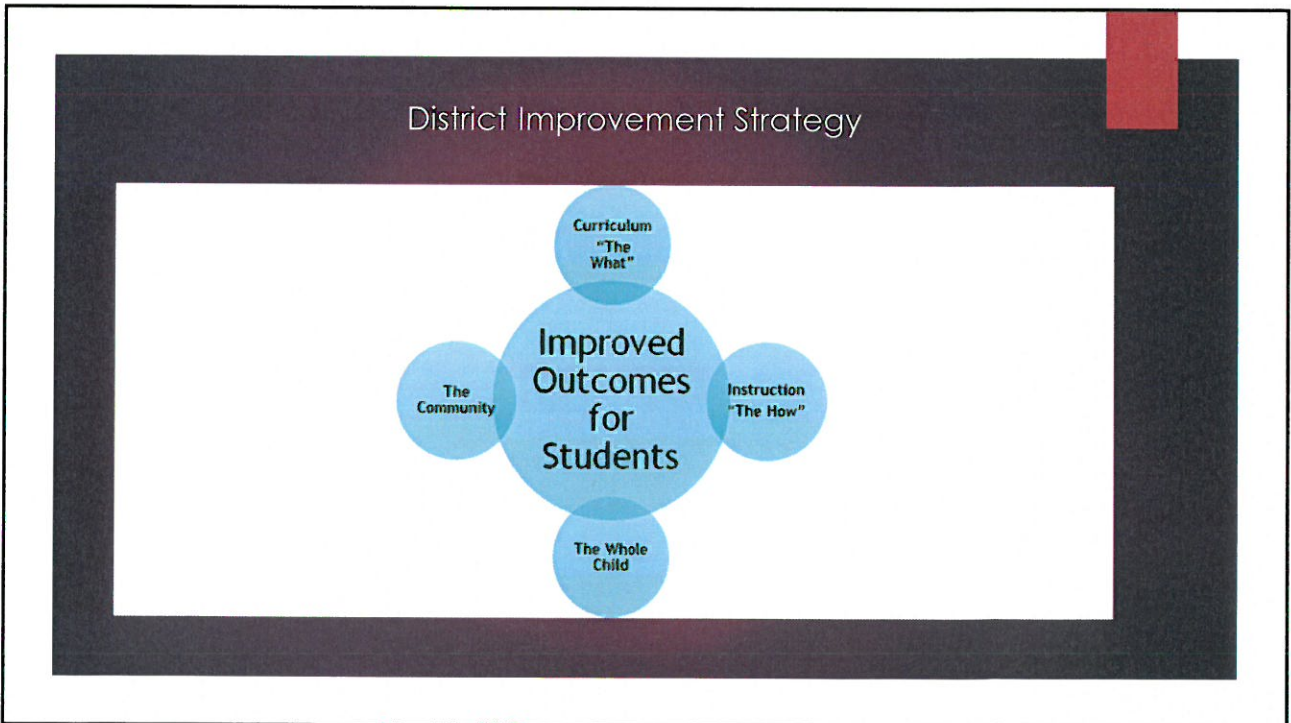 District Improvement Strategy
Curriculum
"The
What"
Improved
Outcomes
for
Students
The
Community
Instruction
"The How"
The Whole
Child